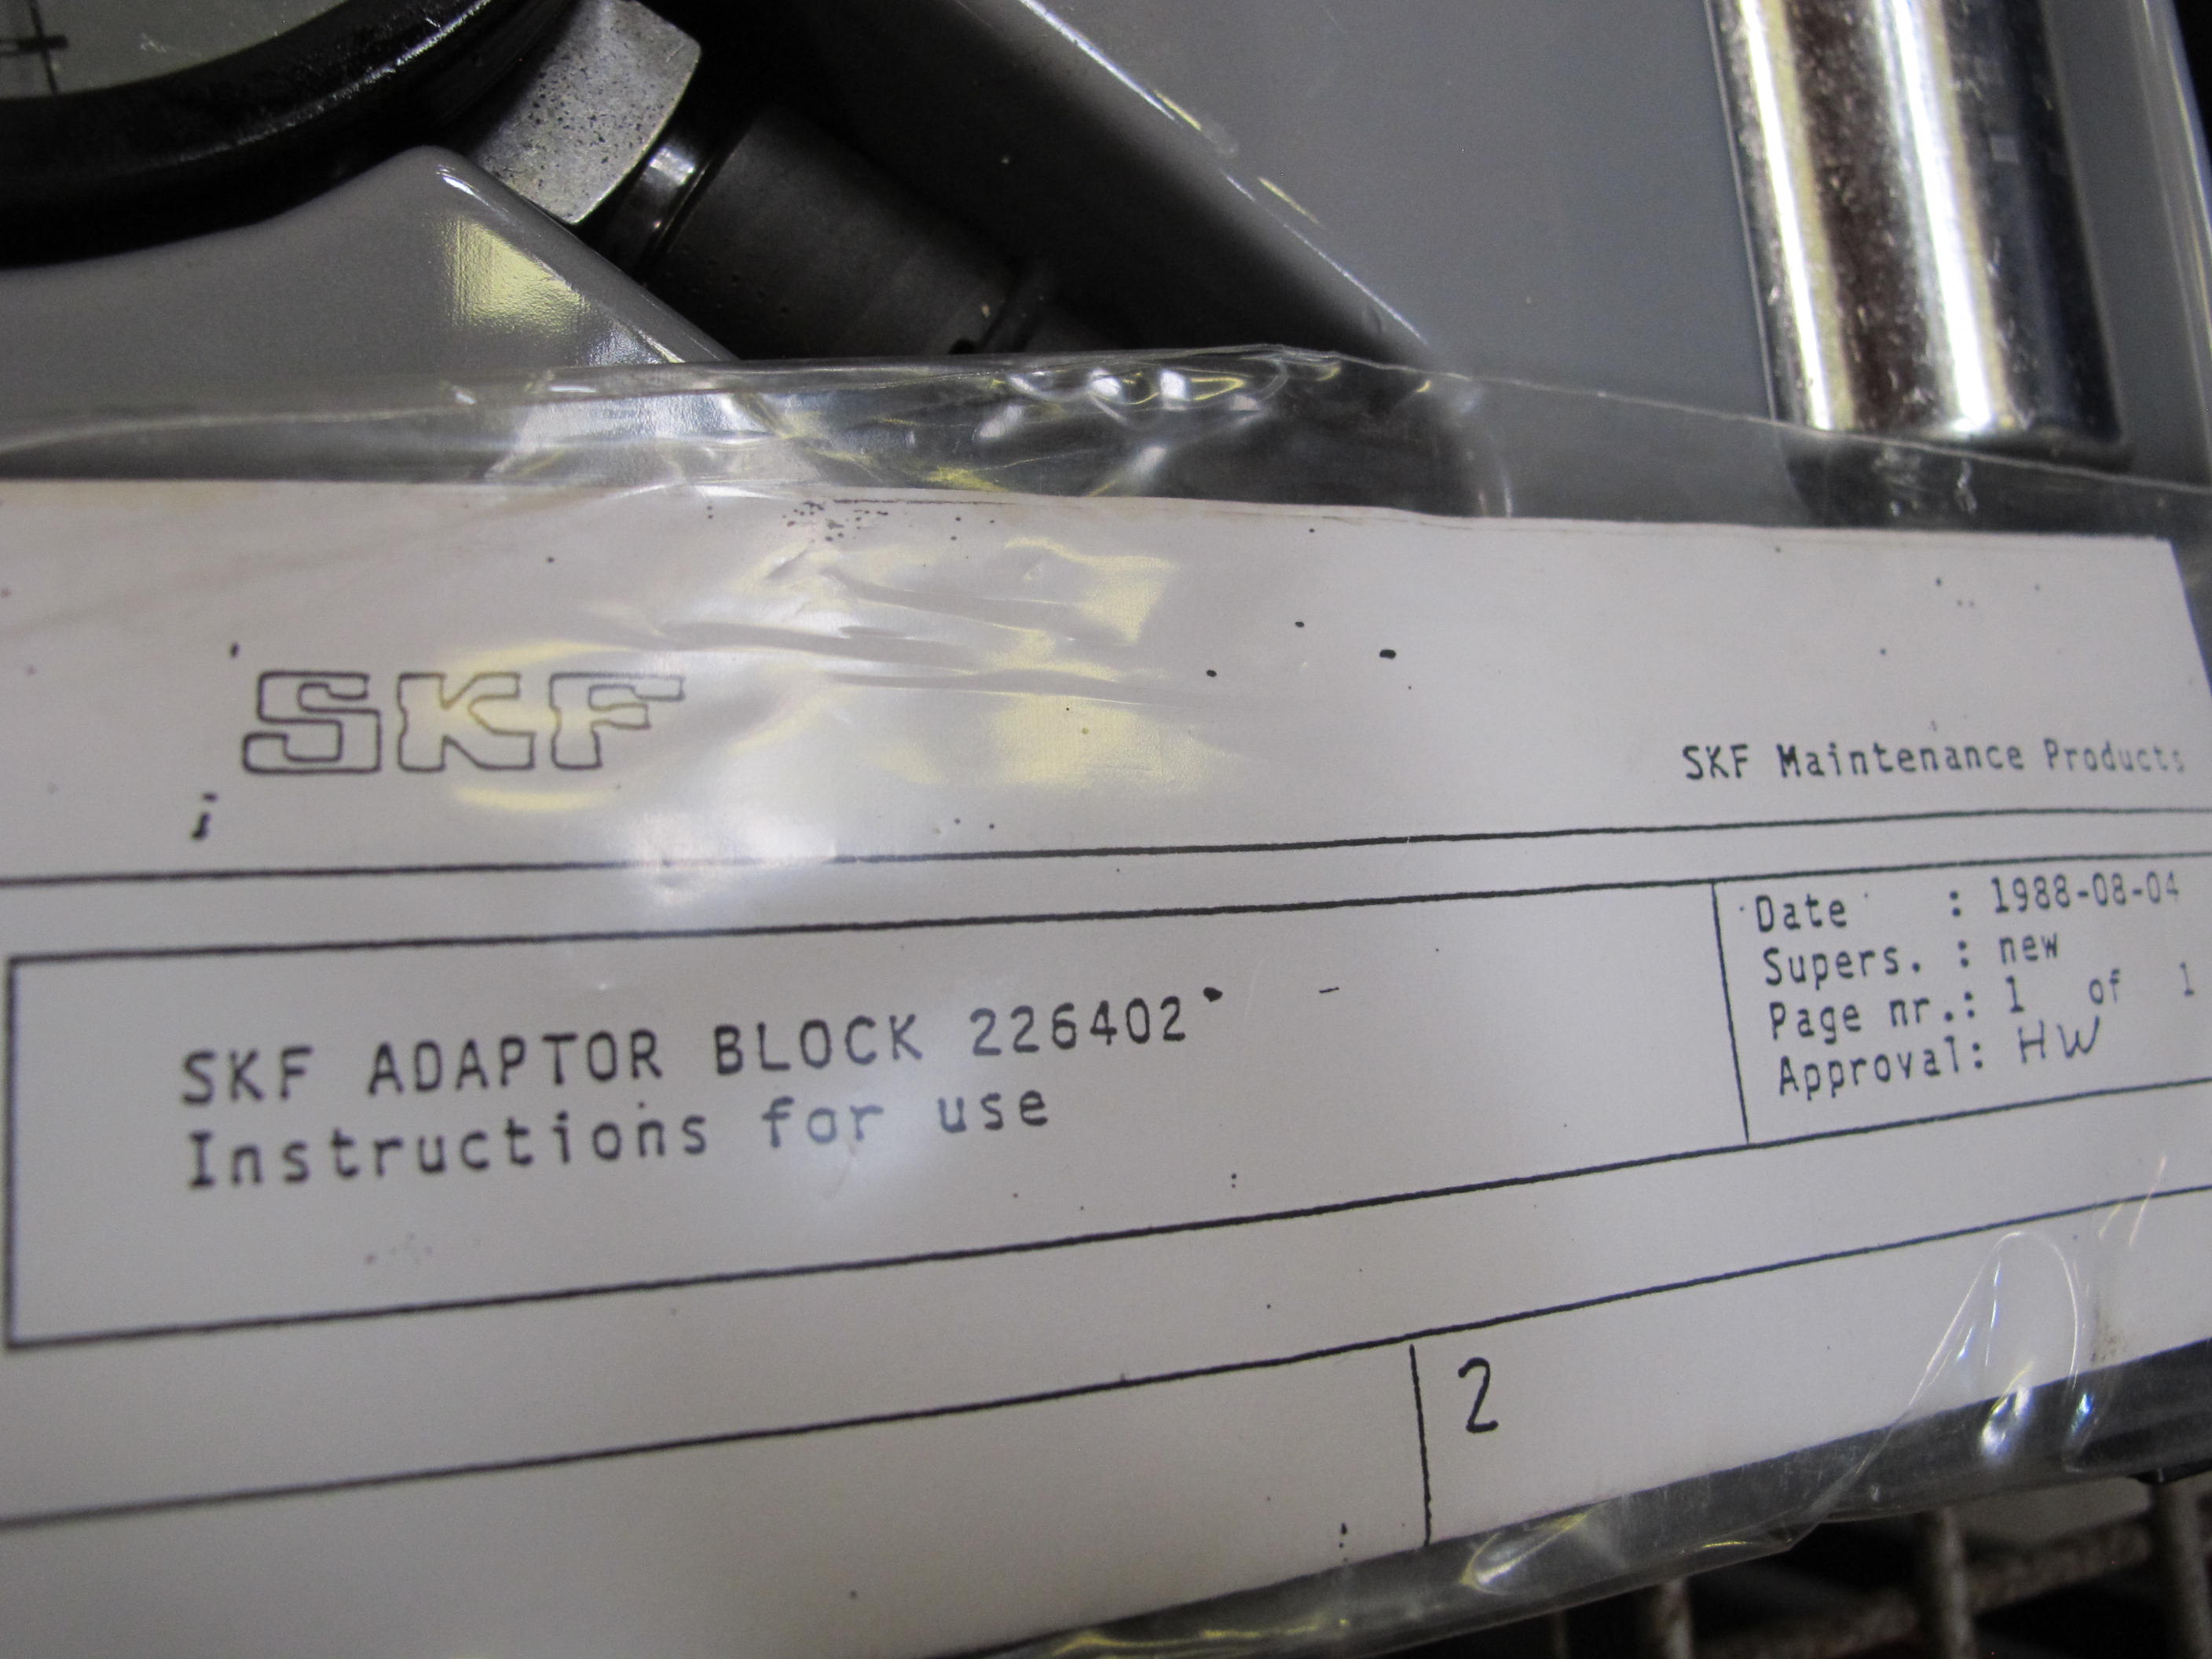 SKF
SKF Maintenance Products
SKF ADAPTOR BLOCK 226402
Instructions for use
Date : 1988-08-04
Supers. : new
Page nr.: 1 of 1
Approval: HW
2